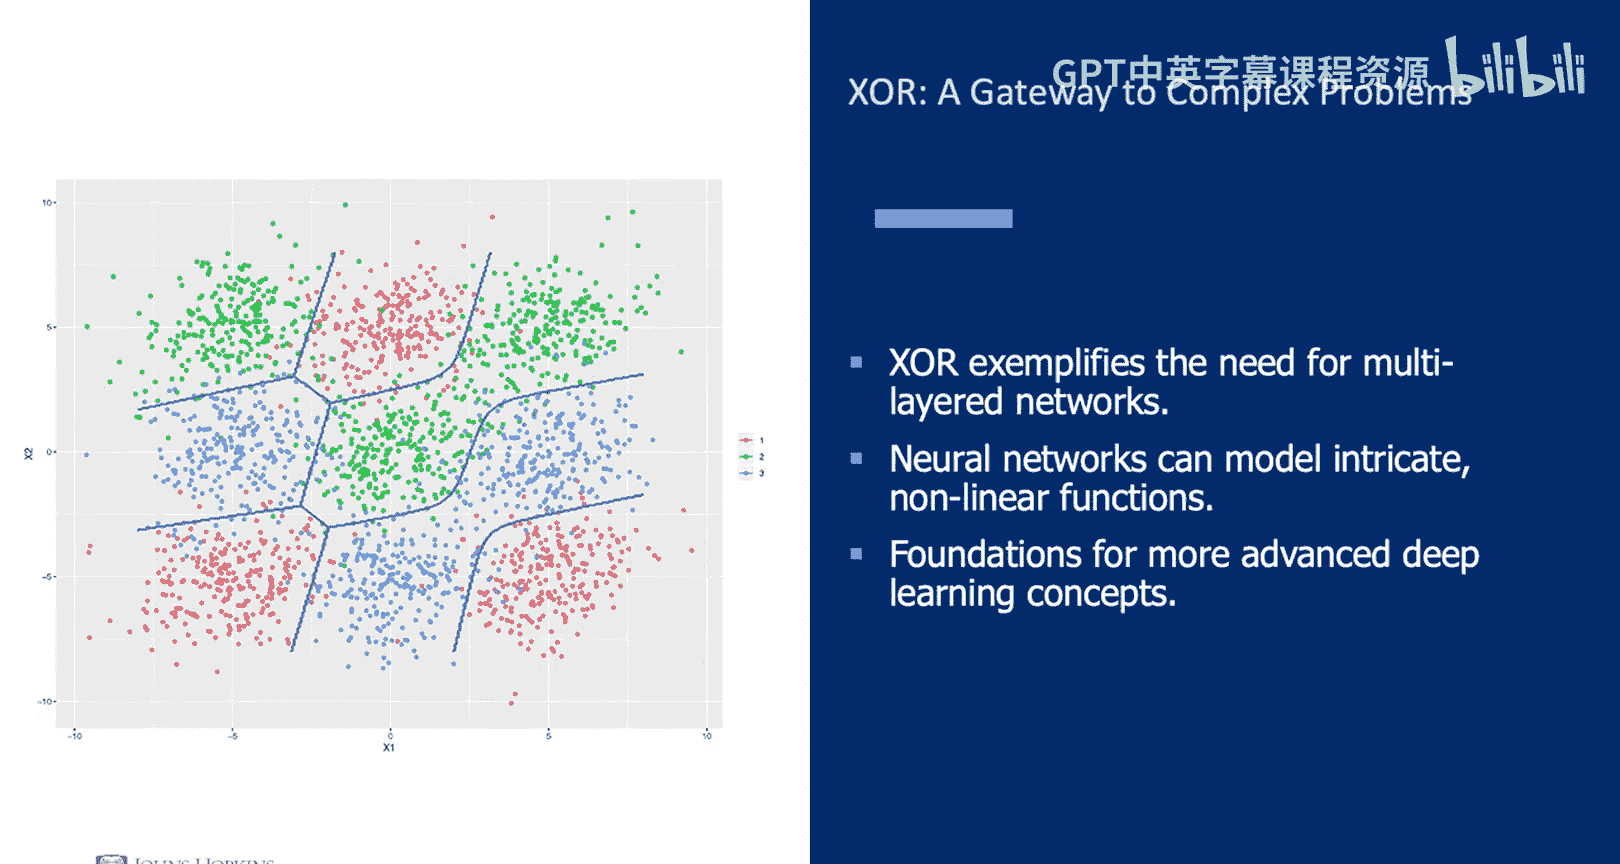 GPT中英字幕课程资源 bilibili
XOR: A Gateway to Complex Problems
10
5
0
-5
-10
X2
-10
-5
0
5
10
X1
1
2
3
XOR exemplifies the need for multi-
layered networks.
Neural networks can model intricate,
non-linear functions.
Foundations for more advanced deep
learning concepts.
JOHNS HOPKINS